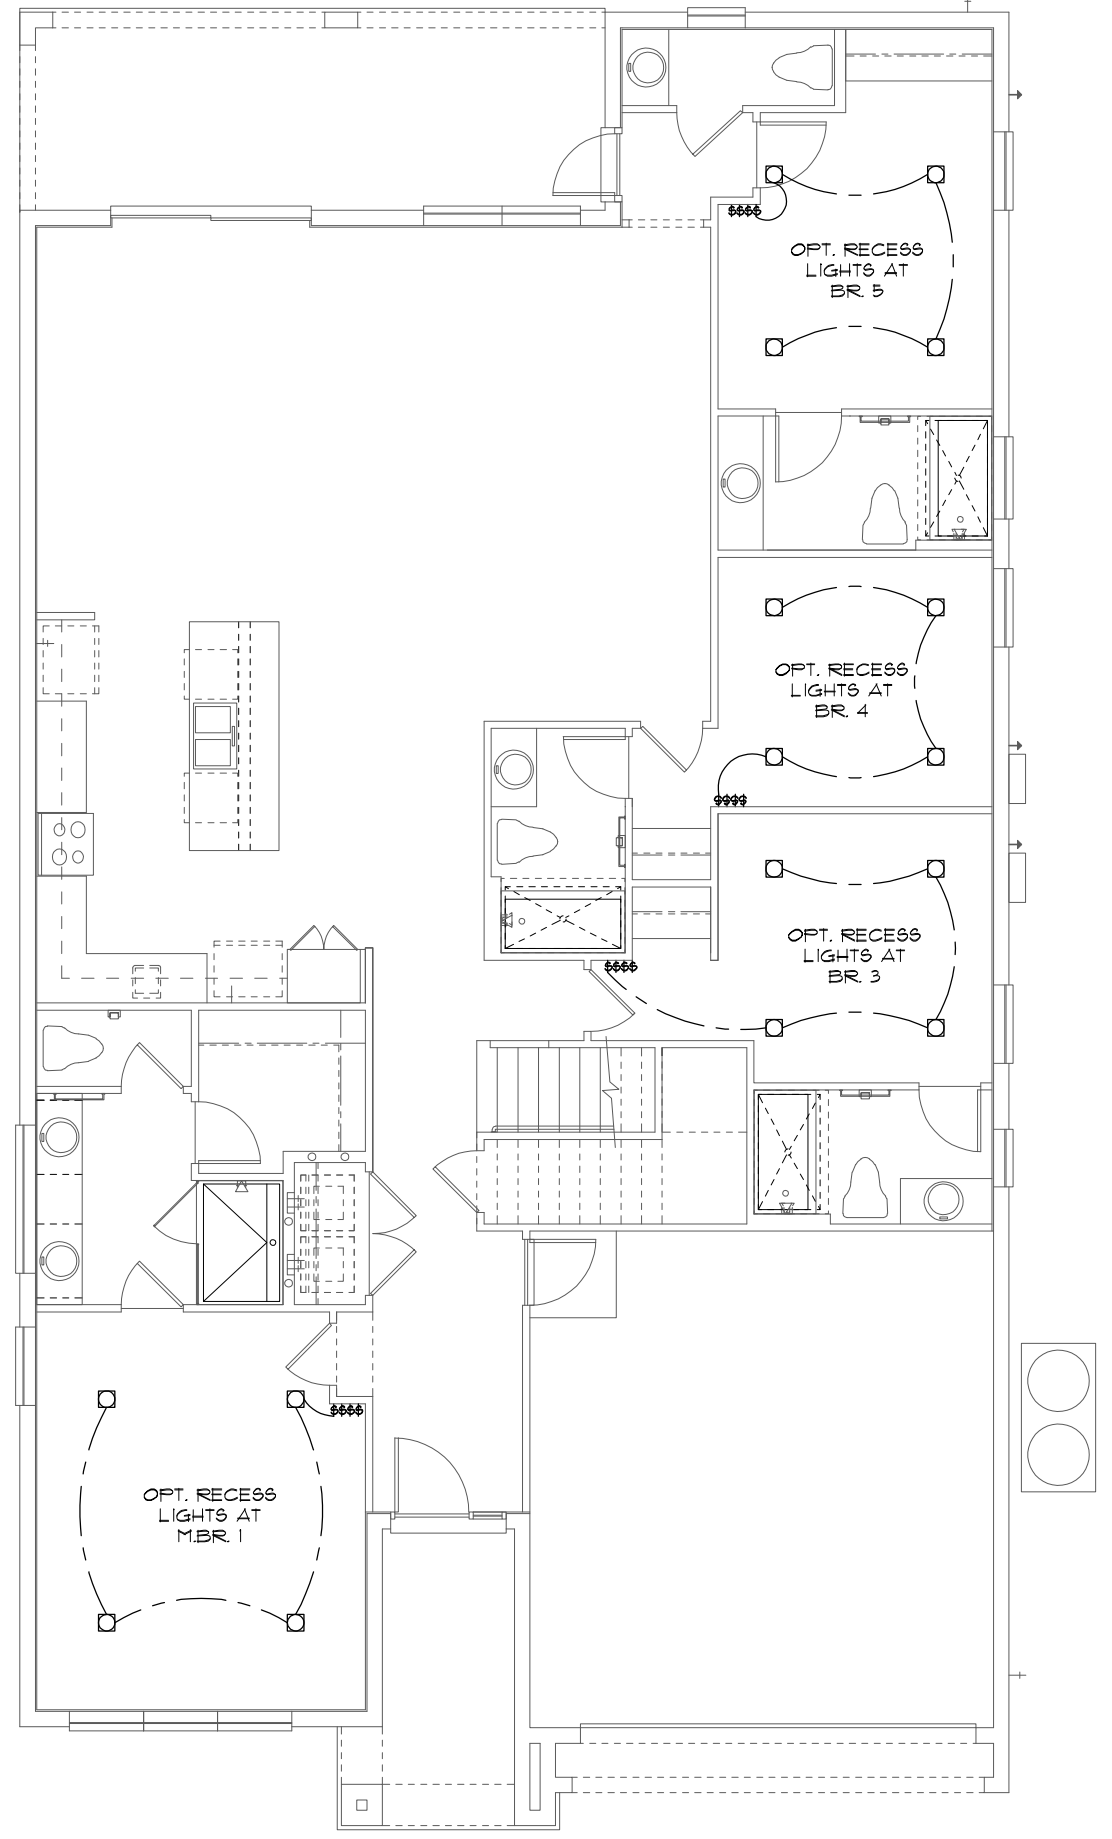 $$$$
OPT. RECESS
LIGHTS AT
BR. 5
OPT. RECESS
LIGHTS AT
BR. 4
$$$$
OPT. RECESS
LIGHTS AT
BR. 3
$$$$
$$$$
OPT. RECESS
LIGHTS AT
M.BR. 1